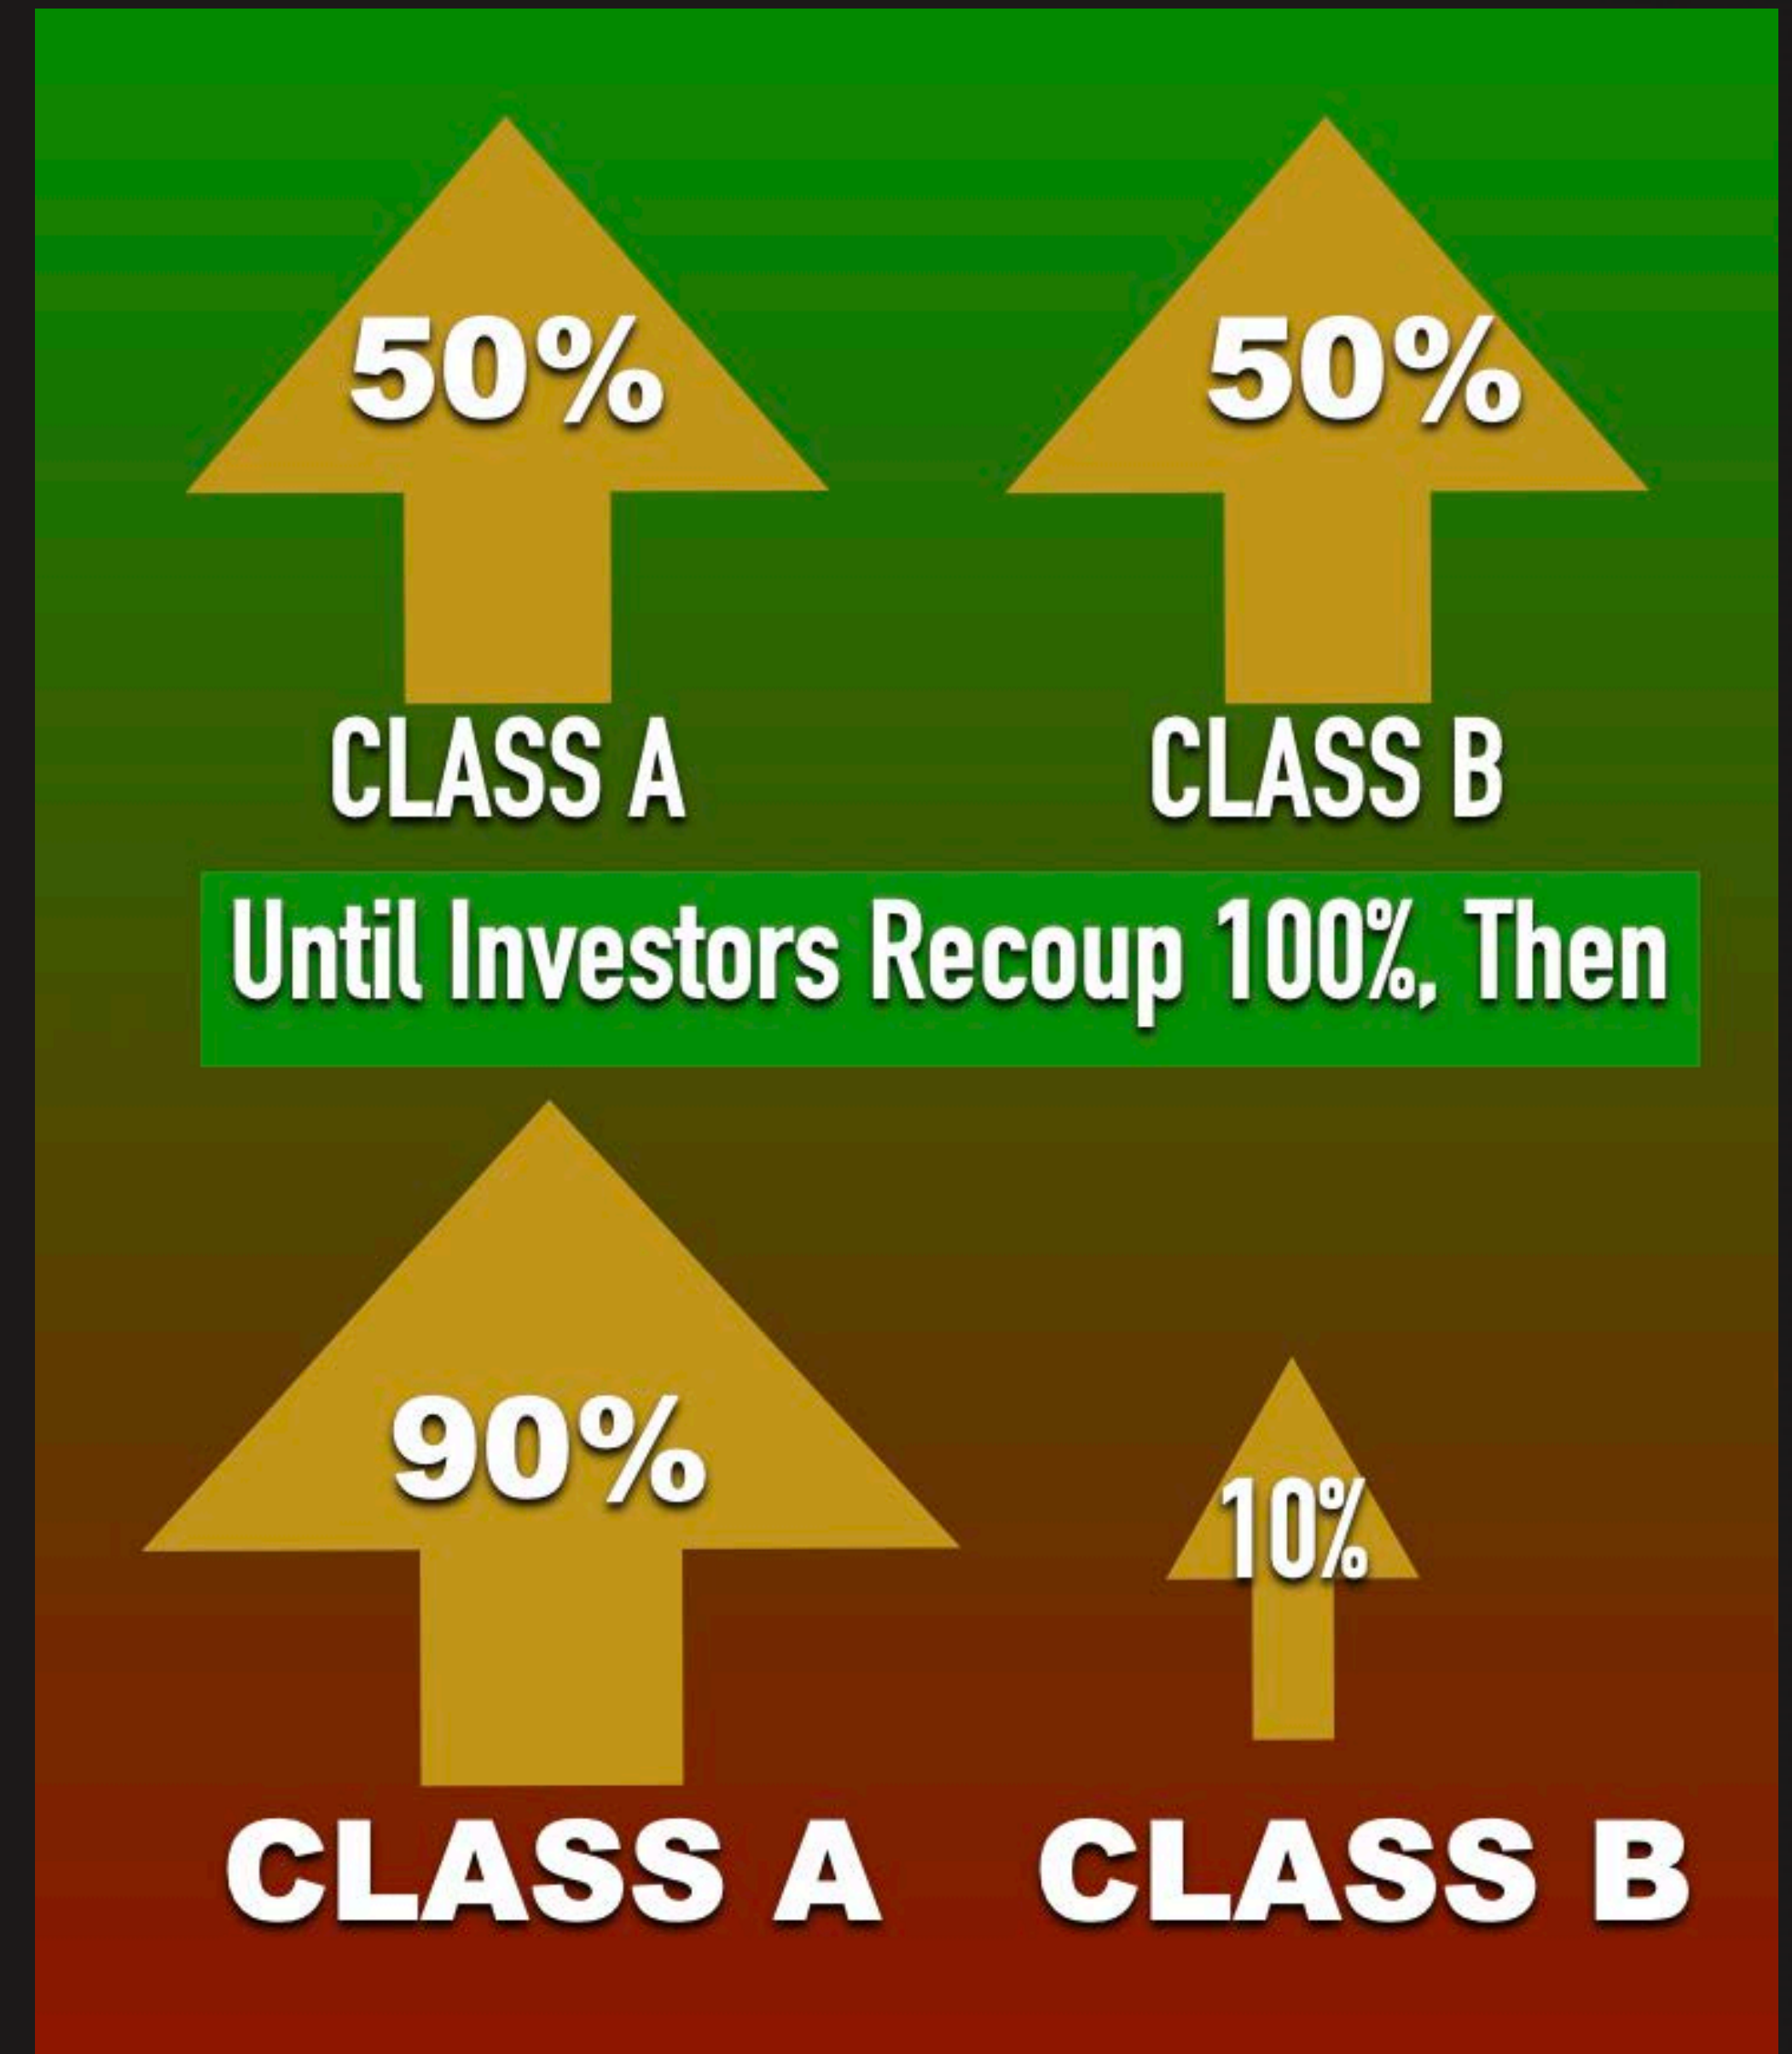 50% 50%
CLASS A CLASS B
Until Investors Recoup 100%, Then
90%
10%
CLASS A CLASS B